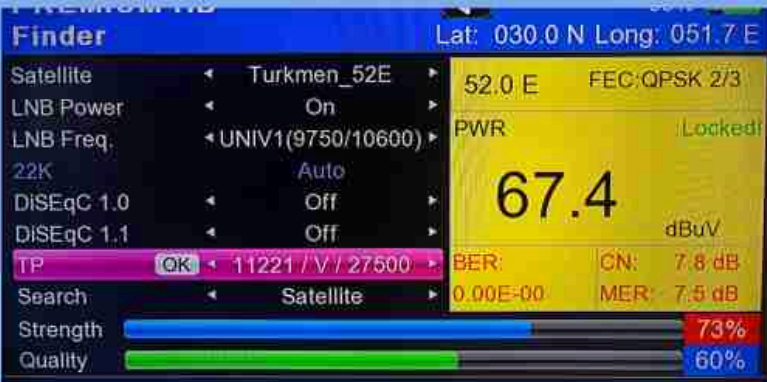 PREMIUM HD
Finder
Lat: 030.0 N Long: 051.7 E
Satellite Turkmen_52E
LNB Power On
LNB Freq. UNIV1(9750/10600)
22K Auto
DiSEqC 1.0 Off
DiSEqC 1.1 Off
TP OK 11221 / V / 27500
Search Satellite
Strength 73%
Quality 60%
52.0 E FEC:QPSK 2/3
PWR :Locked!
67.4
dBuV
BER: CN: 7.8 dB
0.00E-00 MER: 7.5 dB